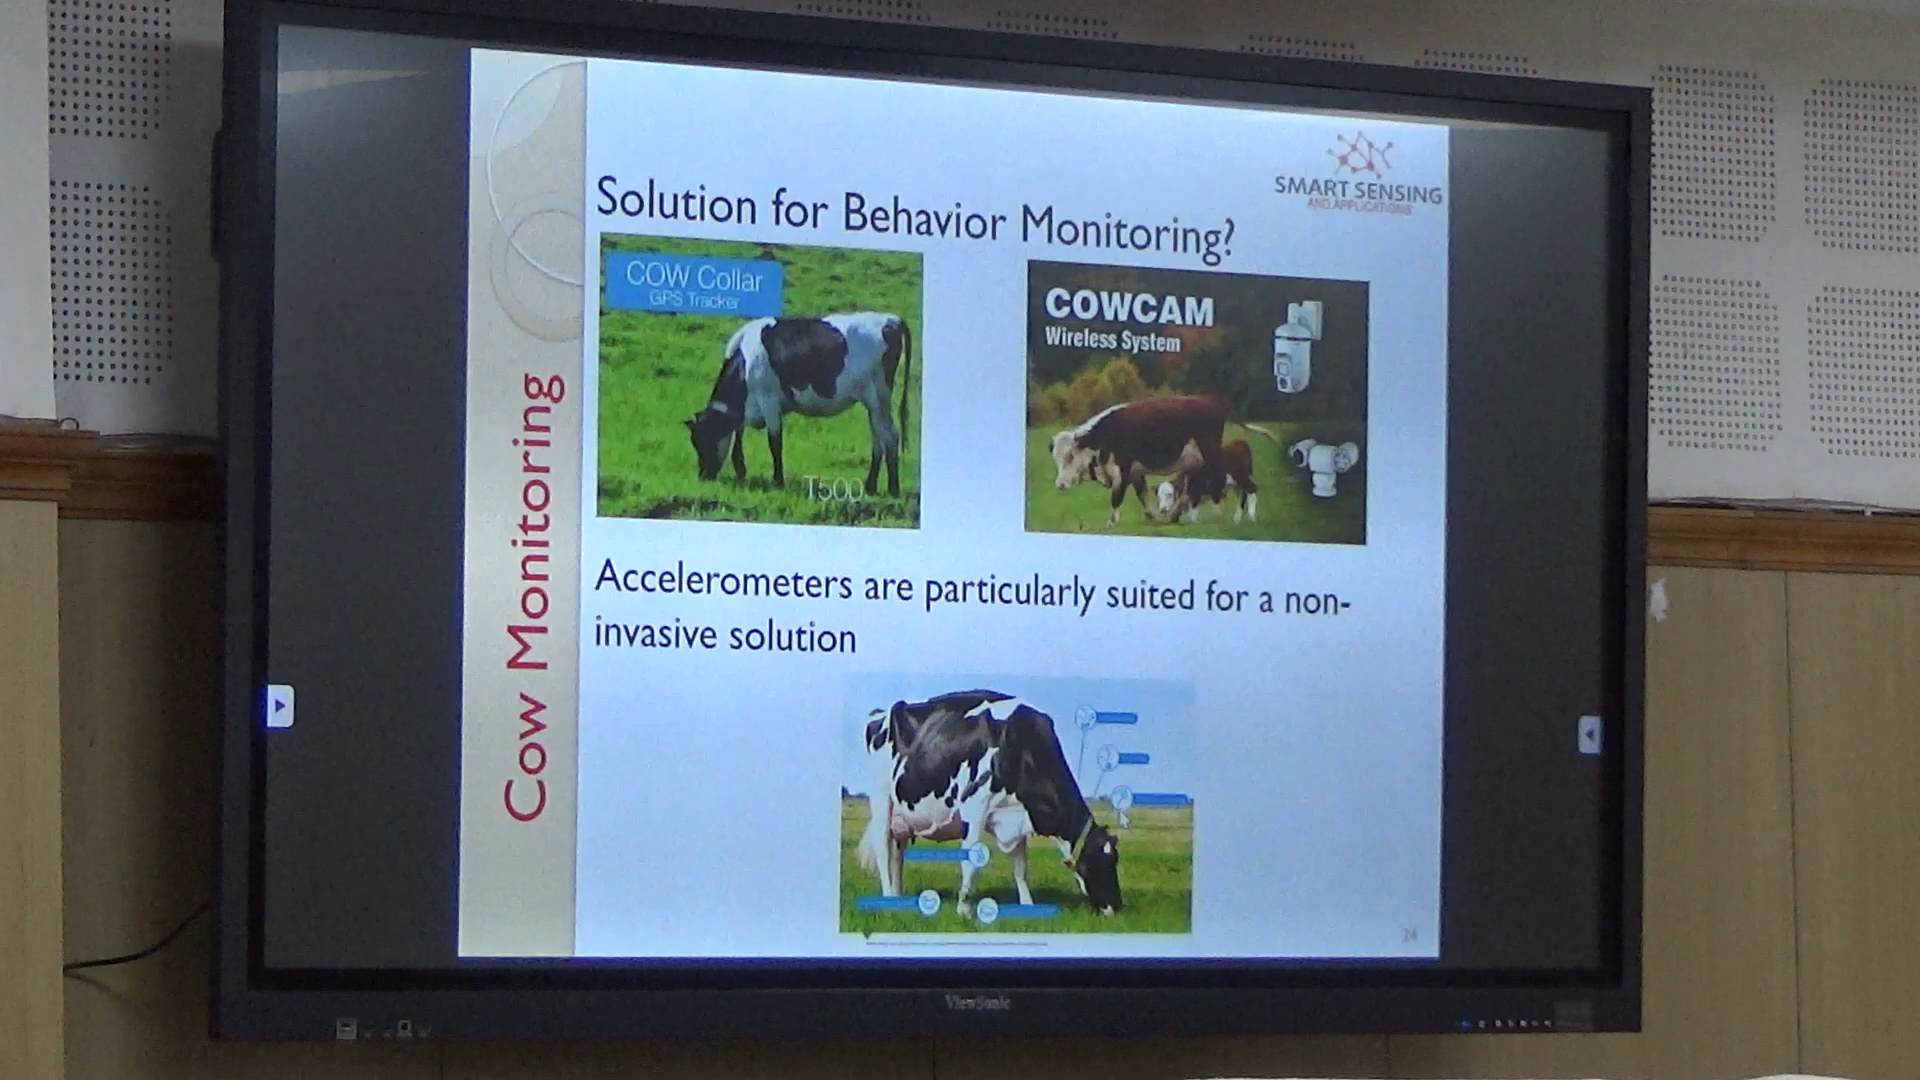 SMART SENSING
AND APPLICATIONS
Solution for Behavior Monitoring?
COW Collar
GPS Tracker
T500
COWCAM
Wireless System
Accelerometers are particularly suited for a non-
invasive solution
Cow Monitoring
24
ViewSonic